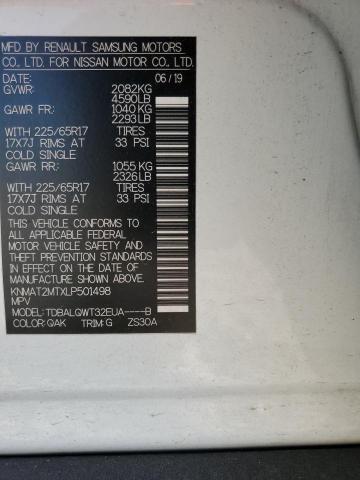 MFD BY RENAULT SAMSUNG MOTORS
CO., LTD. FOR NISSAN MOTOR CO., LTD.
DATE: 06/19
GVWR: 2082KG
4590LB
GAWR FR: 1040KG
2293LB
WITH 225/65R17 TIRES
17X7J RIMS AT 33 PSI
COLD SINGLE
GAWR RR: 1055KG
2326LB
WITH 225/65R17 TIRES
17X7J RIMS AT 33 PSI
COLD SINGLE
THIS VEHICLE CONFORMS TO ALL
APPLICABLE FEDERAL
MOTOR VEHICLE SAFETY AND
THEFT PREVENTION STANDARDS
IN EFFECT ON THE DATE OF
MANUFACTURE SHOWN ABOVE.
KNMAT2MTXLP501498
MPV
MODEL:TDBALQWT32EUA----B
COLOR:QAK TRIM:G ZS30A